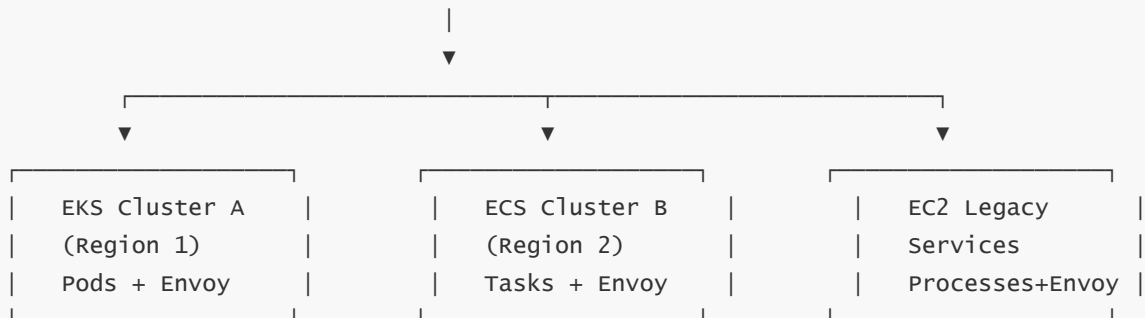 EKS Cluster A ECS Cluster B EC2 Legacy
(Region 1) (Region 2) Services
Pods + Envoy Tasks + Envoy Processes+Envoy